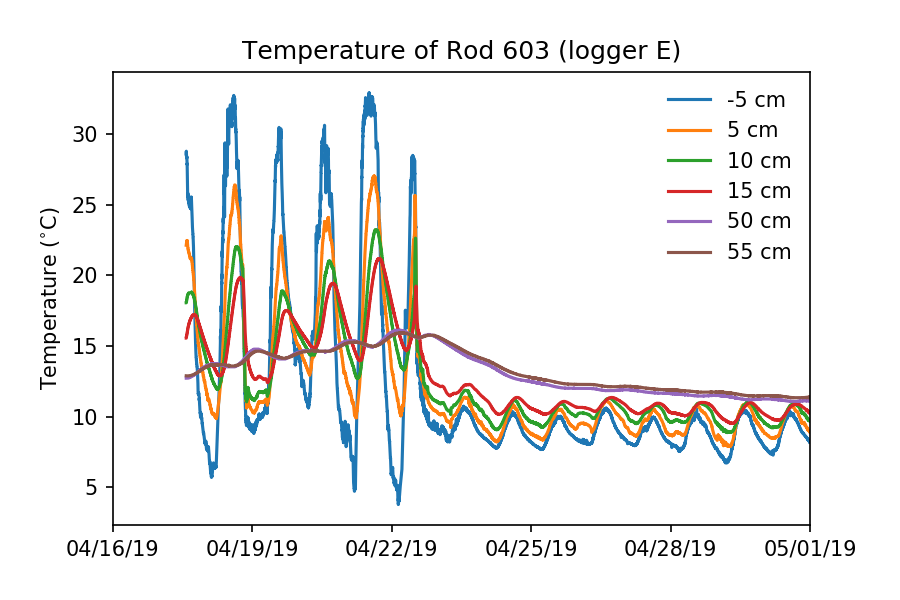 Temperature of Rod 603 (logger E)
Temperature (°C)
30
25
20
15
10
5
-5 cm
5 cm
10 cm
15 cm
50 cm
55 cm
04/16/19 04/19/19 04/22/19 04/25/19 04/28/19 05/01/19